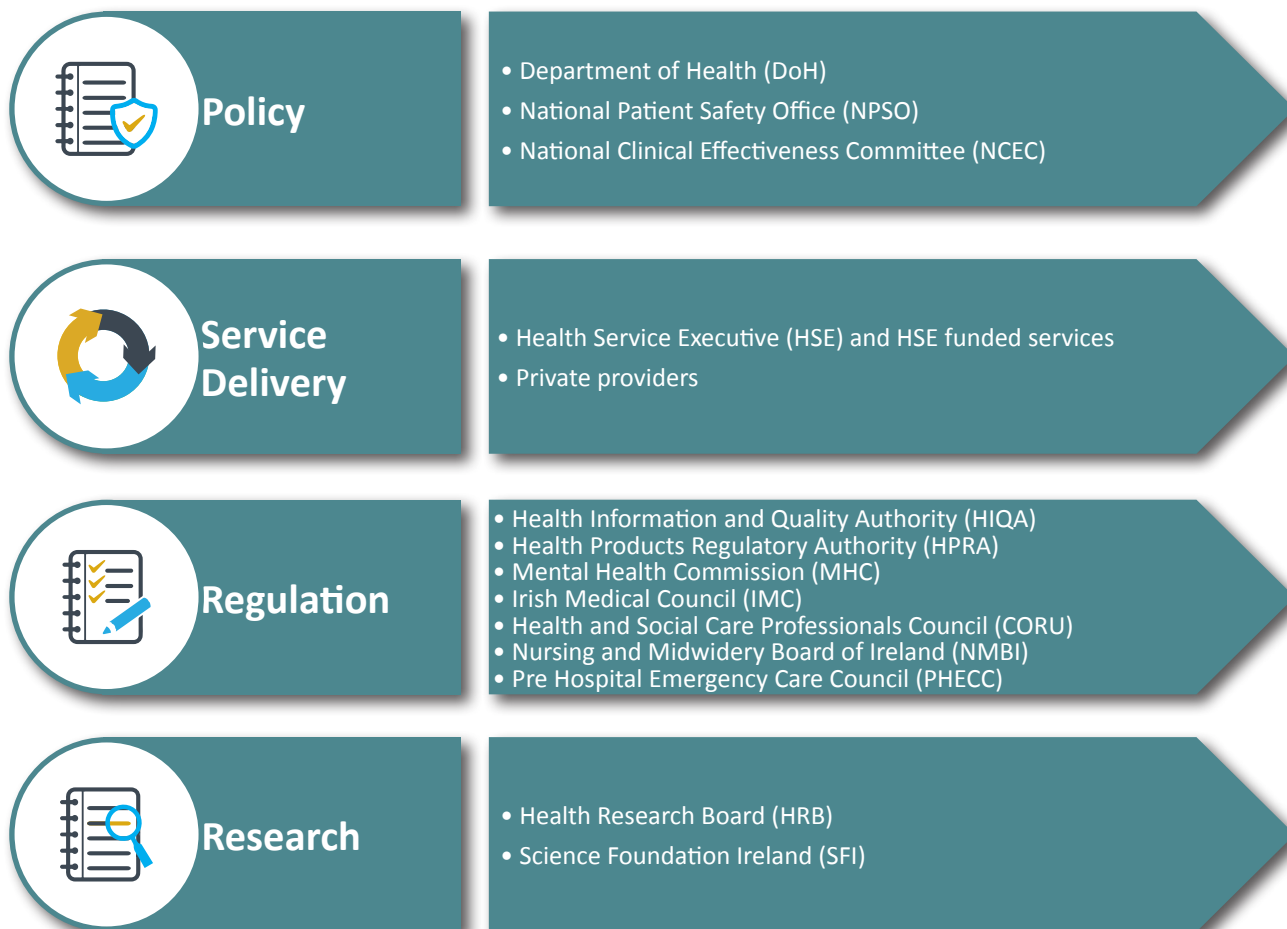 Policy
• Department of Health (DoH)
• National Patient Safety Office (NPSO)
• National Clinical Effectiveness Committee (NCEC)
Service
Delivery
• Health Service Executive (HSE) and HSE funded services
• Private providers
Regulation
• Health Information and Quality Authority (HIQA)
• Health Products Regulatory Authority (HPRA)
• Mental Health Commission (MHC)
• Irish Medical Council (IMC)
• Health and Social Care Professionals Council (CORU)
• Nursing and Midwidery Board of Ireland (NMBI)
• Pre Hospital Emergency Care Council (PHECC)
Research
• Health Research Board (HRB)
• Science Foundation Ireland (SFI)